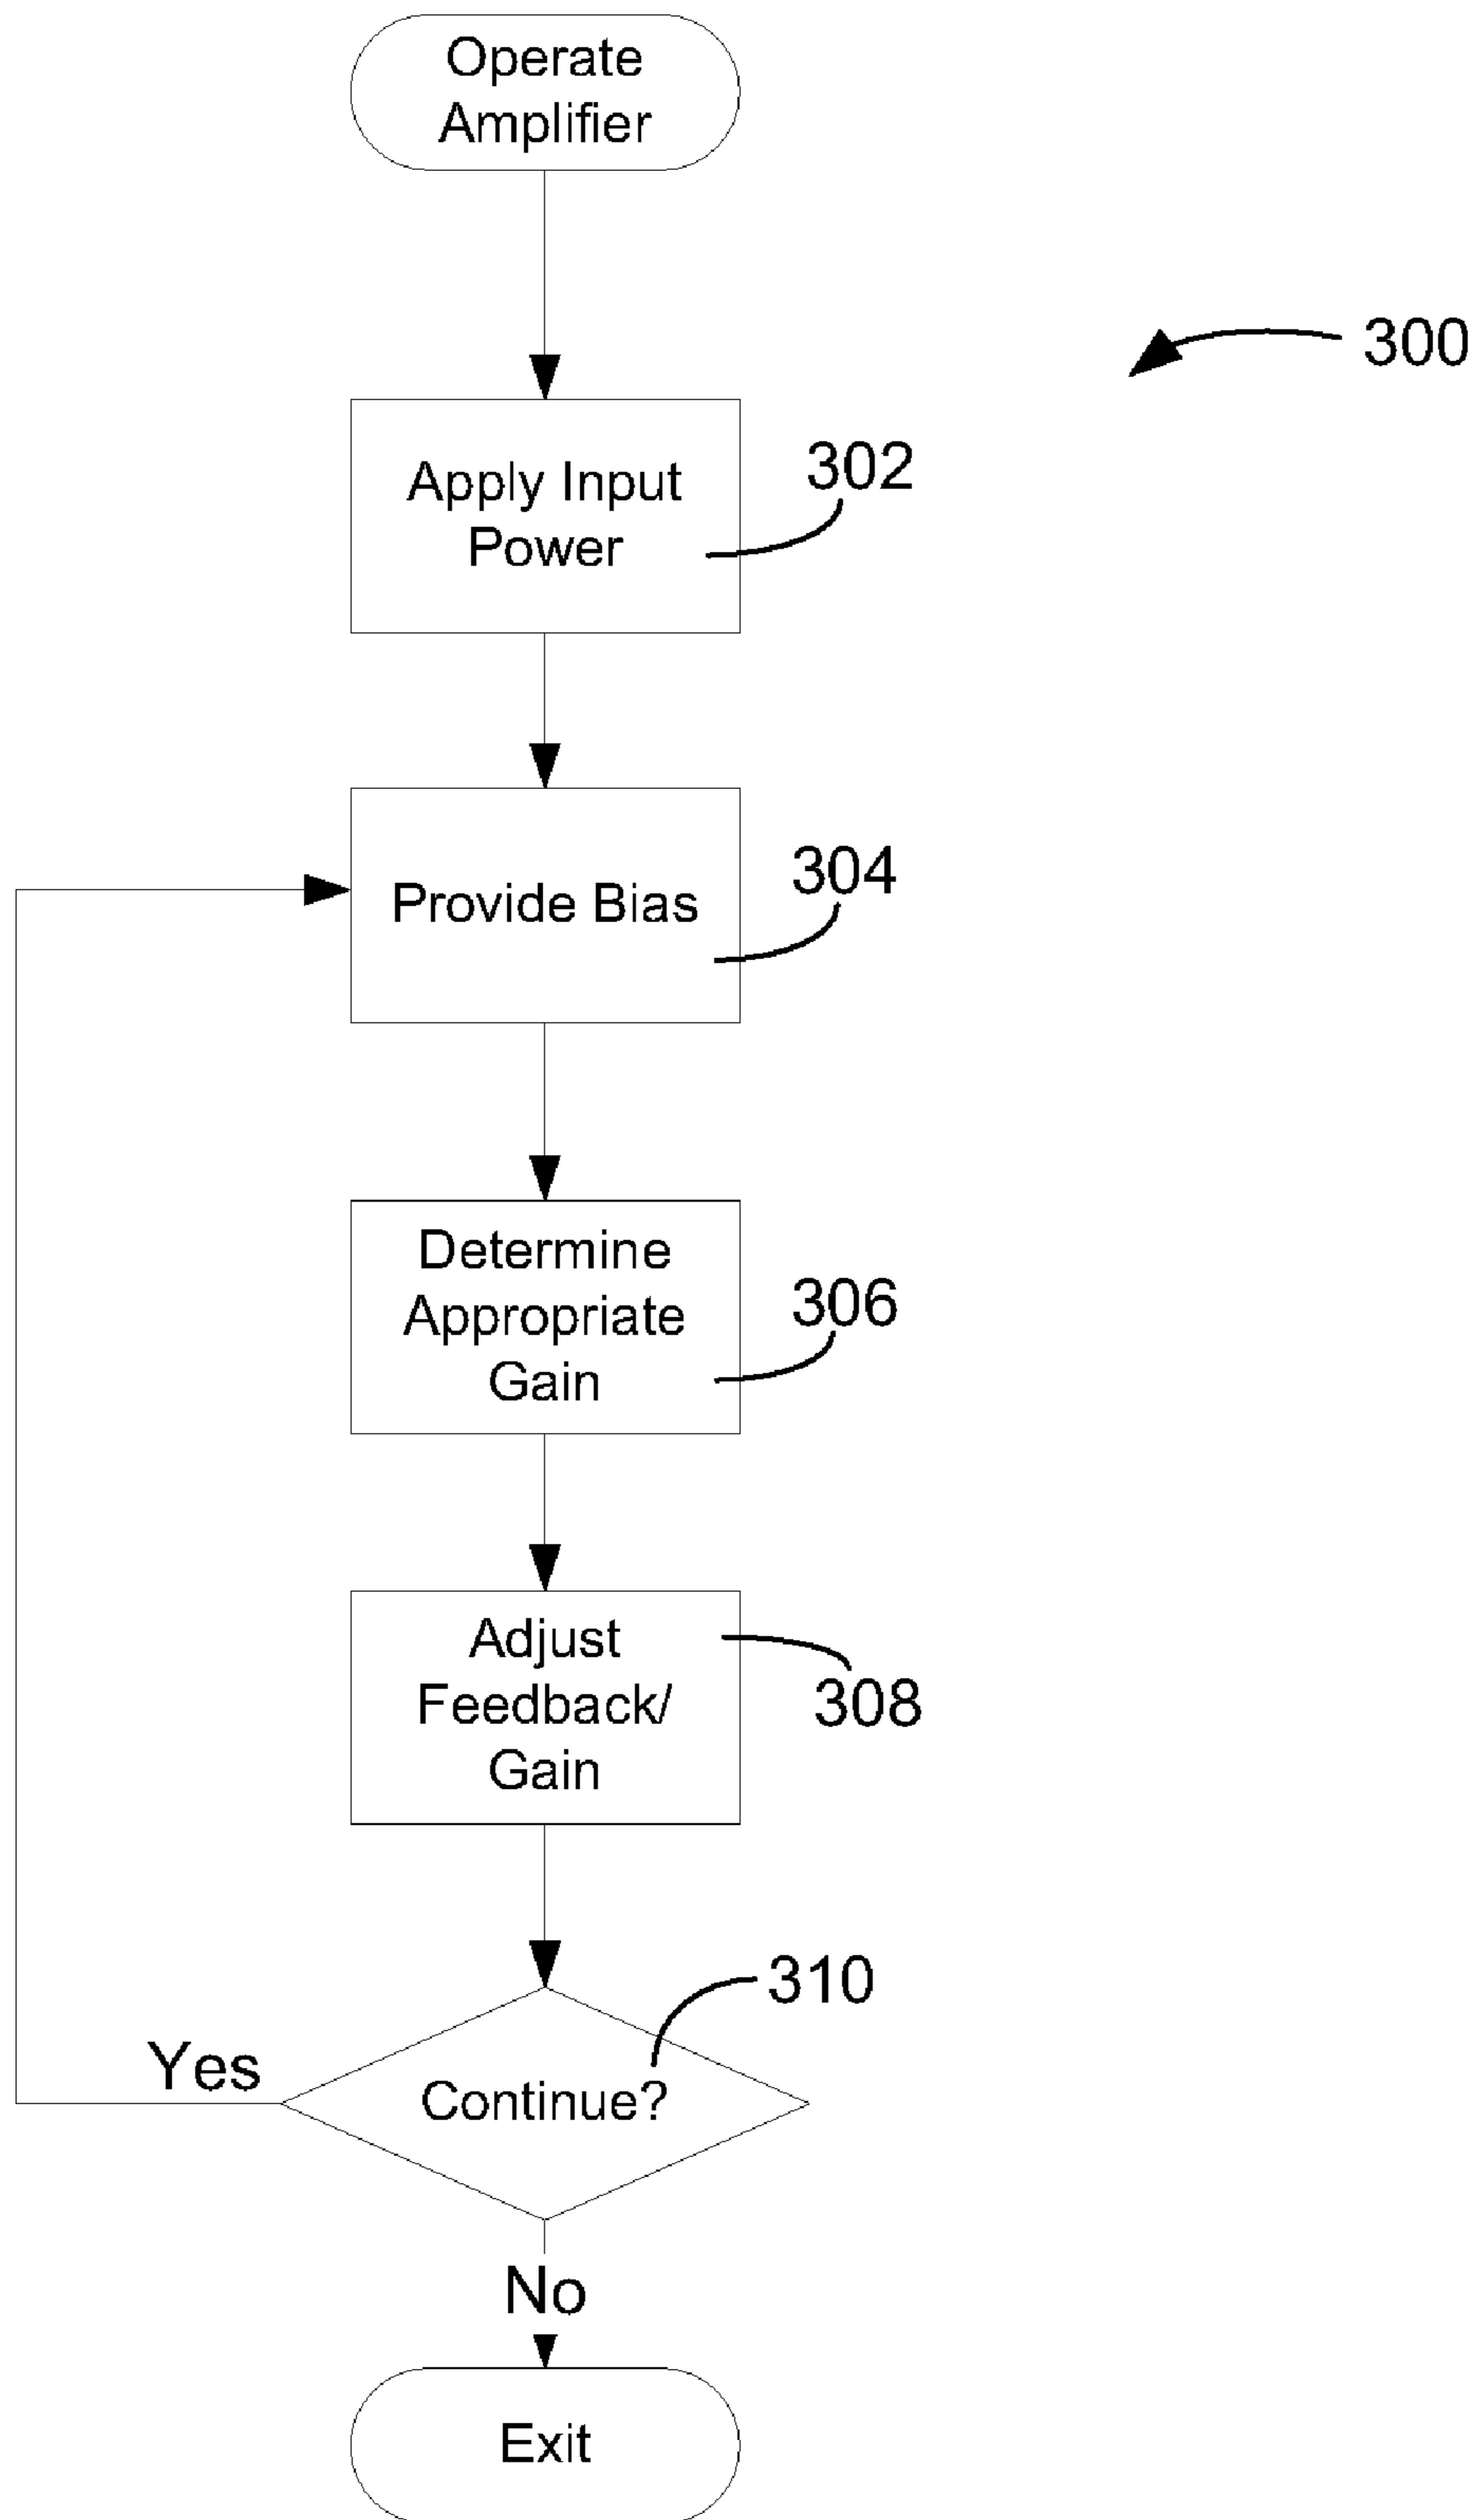 Operate
Amplifier
300
Apply Input
Power
302
Provide Bias
304
Determine
Appropriate
Gain
306
Adjust
Feedback/
Gain
308
310
Continue?
Yes
No
Exit